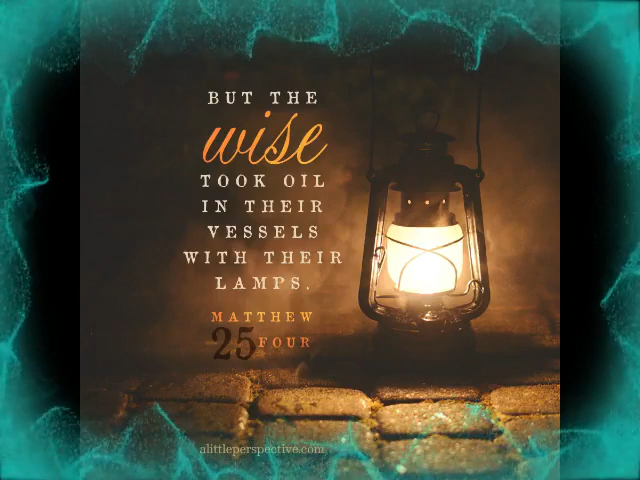 BUT THE
wise
TOOK OIL
IN THEIR
VESSELS
WITH THEIR
LAMPS.
MATTHEW
25 FOUR
alittleperspective.com